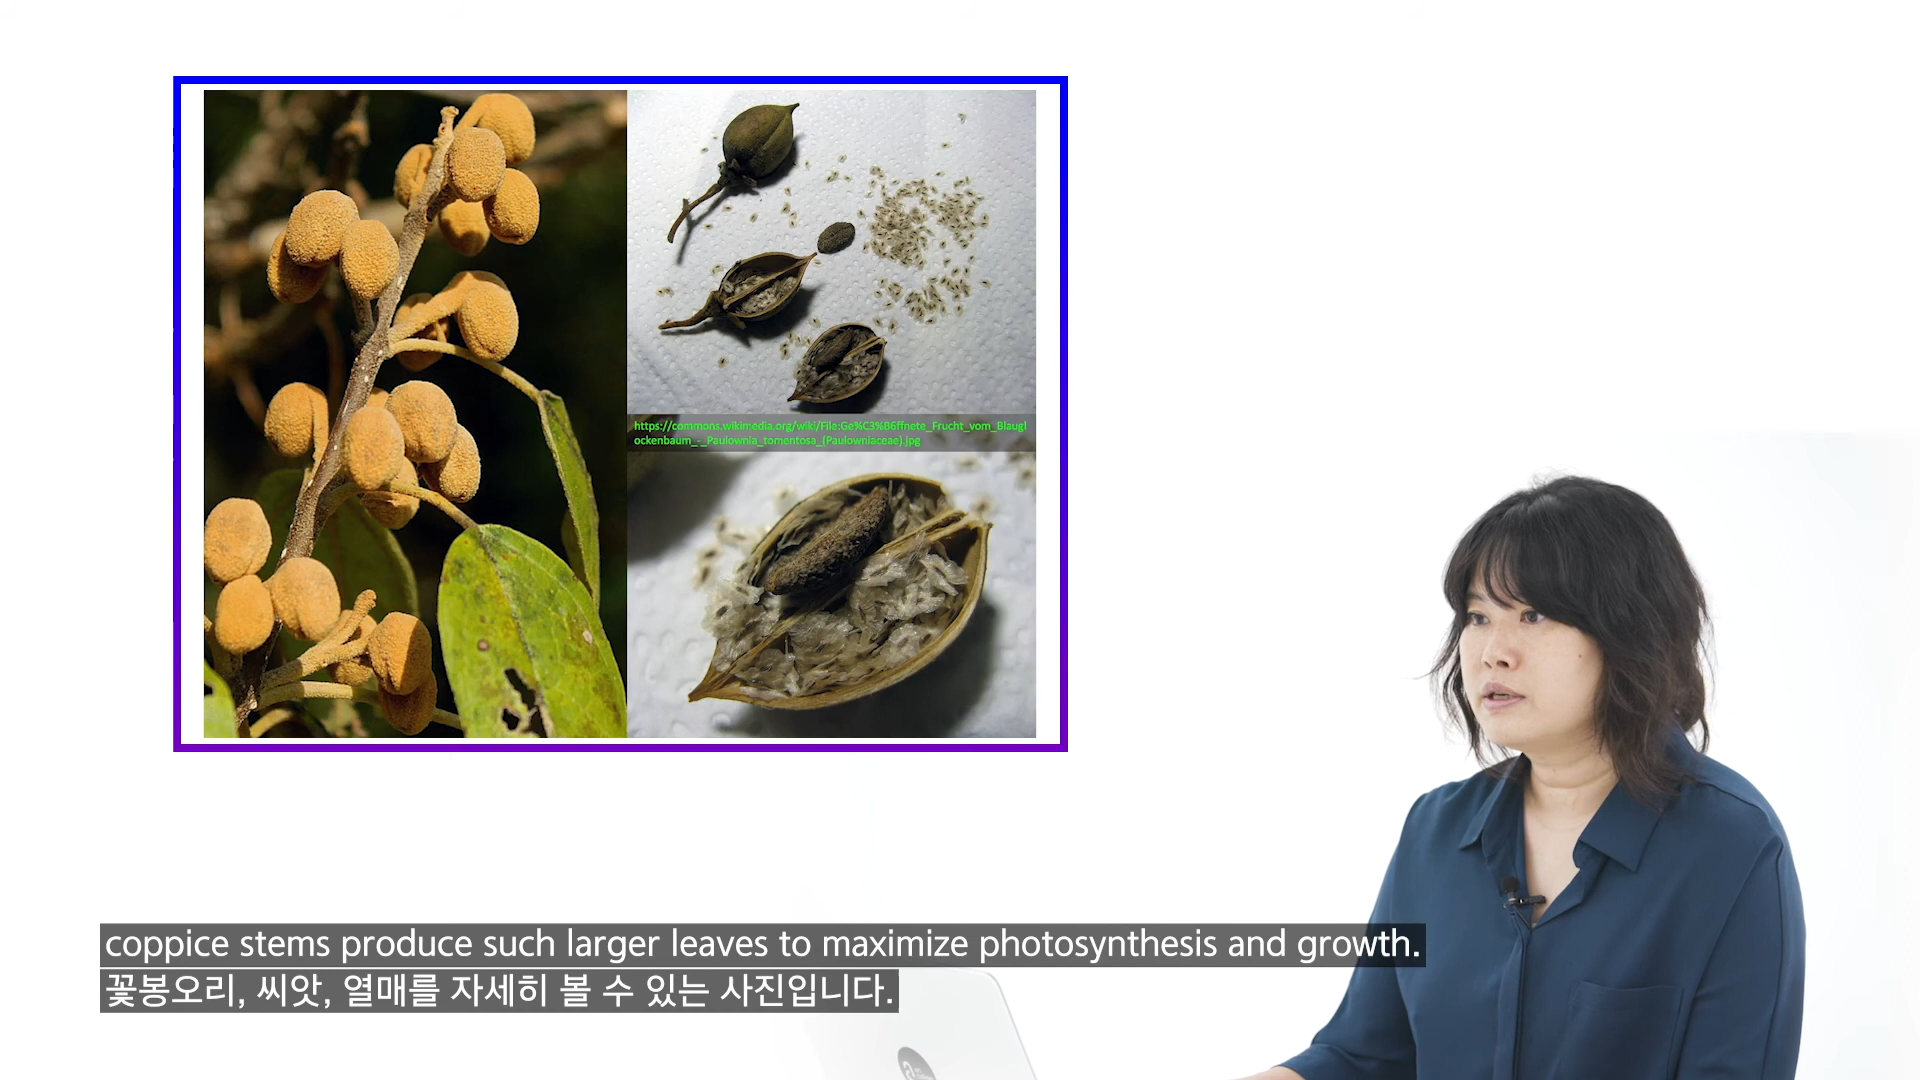 https://commons.wikimedia.org/wiki/File:Ge%C3%B6ffnete_Frucht_vom_Blaugl
ockenbaum_-_Paulownia_tomentosa_(Paulowniaceae).jpg
coppice stems produce such larger leaves to maximize photosynthesis and growth.
꽃봉오리, 씨앗, 열매를 자세히 볼 수 있는 사진입니다.